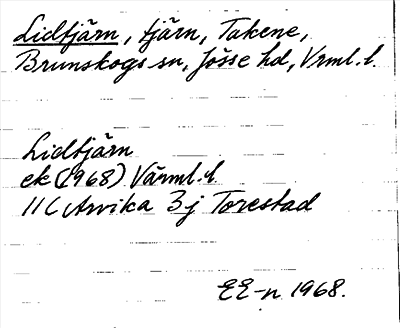 Lidtjärn, tjärn, Takene,
Brunskogs sn, Jösse hd, Vrml. l.
Lidtjärn
ek (1968) Värml. l.
11C Arvika 3j Torestad
EE-n 1968.